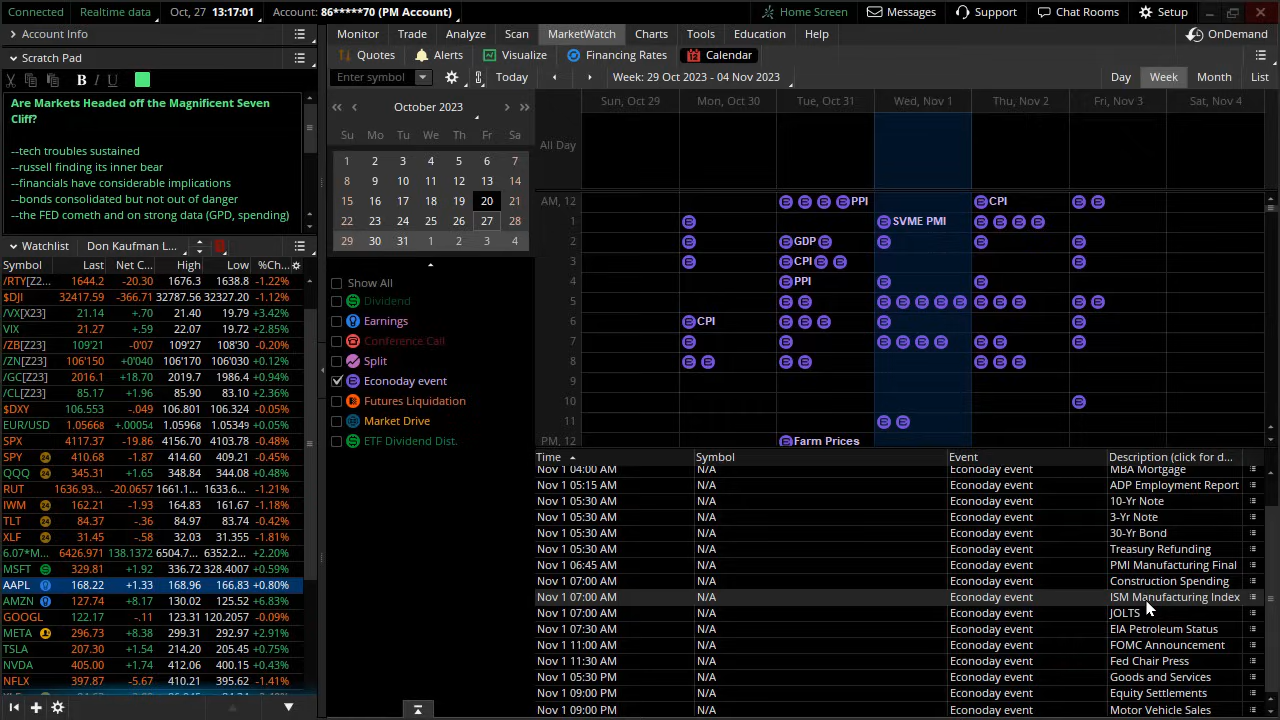 Connected Realtime data Oct, 27 13:17:01 Account: 86*****70 (PM Account) Home Screen Messages Support Chat Rooms Setup
Account Info
Monitor Trade Analyze Scan MarketWatch Charts Tools Education Help OnDemand
Scratch Pad
Quotes Alerts Visualize Financing Rates Calendar
B I U
Enter symbol Today Week: 29 Oct 2023 - 04 Nov 2023 Day Week Month List
Are Markets Headed off the Magnificent Seven
Cliff?
--tech troubles sustained
--russell finding its inner bear
--financials have considerable implications
--bonds consolidated but not out of danger
--the FED cometh and on strong data (GPD, spending)
Watchlist Don Kaufman L...
Symbol Last Net C... High Low %Ch...
/RTY[Z2... 1644.2 -20.30 1676.3 1638.8 -1.22%
$DJI 32417.59 -366.71 32787.56 32327.20 -1.12%
/VX[X23] 21.14 +.70 21.40 19.79 +3.42%
VIX 21.27 +.59 22.07 19.72 +2.85%
/ZB[Z23] 109'21 -0'07 109'27 108'30 -0.20%
/ZN[Z23] 106'150 +0'040 106'170 106'030 +0.12%
/GC[Z23] 2016.1 +18.70 2019.7 1986.4 +0.94%
/CL[Z23] 85.17 +1.96 85.90 83.10 +2.36%
$DXY 106.553 -.049 106.801 106.324 -0.05%
EUR/USD 1.05668 +.00054 1.05968 1.05349 +0.05%
SPX 4117.37 -19.86 4156.70 4103.78 -0.48%
SPY 24 410.68 -1.87 414.60 409.21 -0.45%
QQQ 24 345.31 +1.65 348.84 344.08 +0.48%
RUT 1636.93... -20.0657 1661.1... 1633.6... -1.21%
IWM 24 162.21 -1.93 164.83 161.67 -1.18%
TLT 24 84.37 -.36 84.97 83.74 -0.42%
XLF 24 31.45 -.58 32.03 31.355 -1.81%
6.07*M... 6426.971 138.1372 6504.7... 6352.2... +2.20%
MSFT 329.81 +1.92 336.72 328.4007 +0.59%
AAPL 168.22 +1.33 168.96 166.83 +0.80%
AMZN 127.74 +8.17 130.02 125.52 +6.83%
GOOGL 122.17 -.11 123.31 120.2057 -0.09%
META 296.73 +8.38 299.31 292.97 +2.91%
TSLA 207.30 +1.54 214.20 205.45 +0.75%
NVDA 405.00 +1.74 412.06 400.15 +0.43%
NFLX 397.87 -5.67 410.21 395.62 -1.41%
October 2023
Su Mo Tu We Th Fr Sa
1 2 3 4 5 6 7
8 9 10 11 12 13 14
15 16 17 18 19 20 21
22 23 24 25 26 27 28
29 30 31 1 2 3 4
Show All
Dividend
Earnings
Conference Call
Split
Econoday event
Futures Liquidation
Market Drive
ETF Dividend Dist.
Sun, Oct 29 Mon, Oct 30 Tue, Oct 31 Wed, Nov 1 Thu, Nov 2 Fri, Nov 3 Sat, Nov 4
All Day
AM, 12 PPI CPI
1 SVME PMI
2 GDP
3 CPI
4 PPI
5
6 CPI
7
8
9
10
11
PM, 12 Farm Prices
Time Symbol Event Description (click for d...
Nov 1 04:00 AM N/A Econoday event MBA Mortgage
Nov 1 05:15 AM N/A Econoday event ADP Employment Report
Nov 1 05:30 AM N/A Econoday event 10-Yr Note
Nov 1 05:30 AM N/A Econoday event 3-Yr Note
Nov 1 05:30 AM N/A Econoday event 30-Yr Bond
Nov 1 05:30 AM N/A Econoday event Treasury Refunding
Nov 1 06:45 AM N/A Econoday event PMI Manufacturing Final
Nov 1 07:00 AM N/A Econoday event Construction Spending
Nov 1 07:00 AM N/A Econoday event ISM Manufacturing Index
Nov 1 07:00 AM N/A Econoday event JOLTS
Nov 1 07:30 AM N/A Econoday event EIA Petroleum Status
Nov 1 11:00 AM N/A Econoday event FOMC Announcement
Nov 1 11:30 AM N/A Econoday event Fed Chair Press
Nov 1 05:30 PM N/A Econoday event Goods and Services
Nov 1 09:00 PM N/A Econoday event Equity Settlements
Nov 1 09:00 PM N/A Econoday event Motor Vehicle Sales